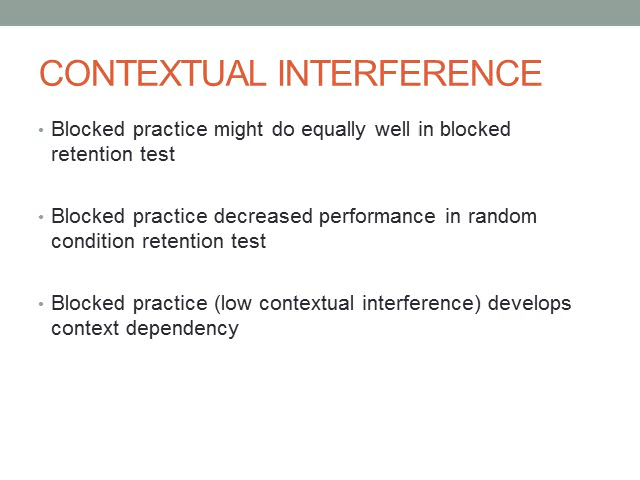 CONTEXTUAL INTERFERENCE
• Blocked practice might do equally well in blocked
retention test
• Blocked practice decreased performance in random
condition retention test
• Blocked practice (low contextual interference) develops
context dependency